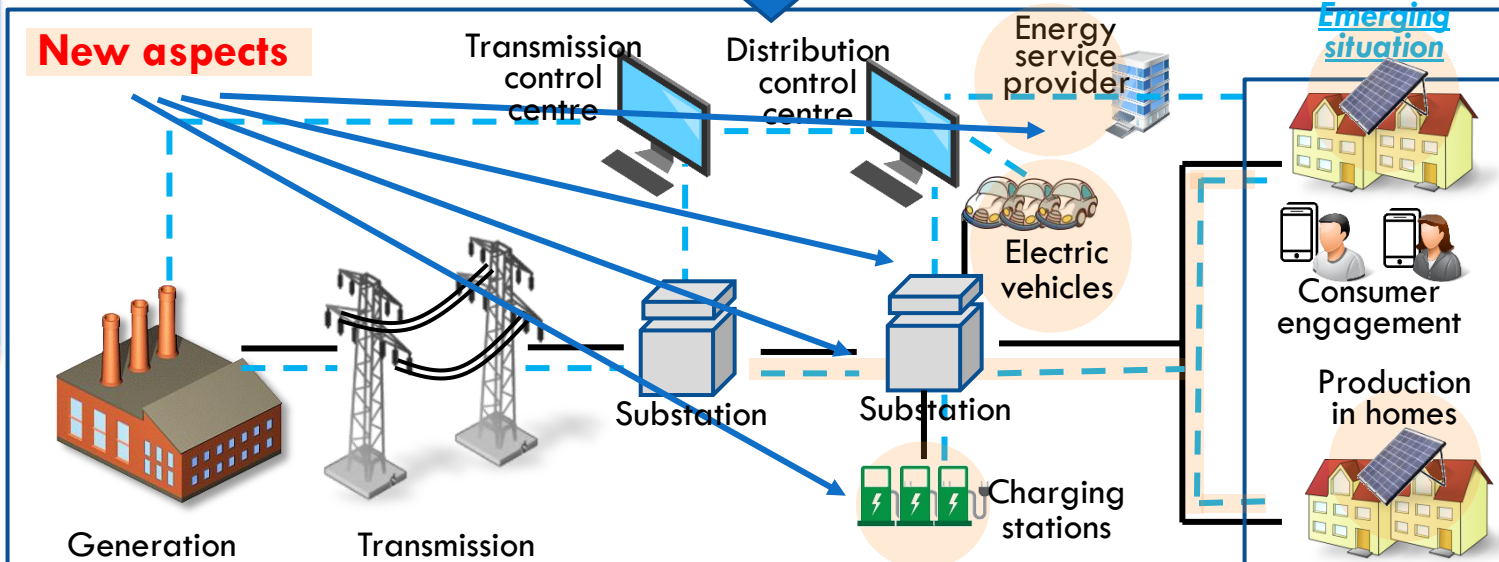 New aspects
Transmission
control
centre
Distribution
control
centre
Energy
service
provider
Emerging
situation
Electric
vehicles
Consumer
engagement
Substation
Substation
Production
in homes
Charging
stations
Generation
Transmission